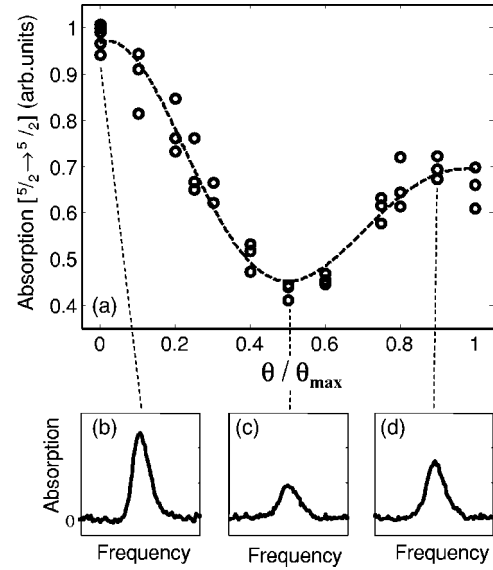 Absorption [⁵/₂→⁵/₂] (arb.units)
1
0.9
0.8
0.7
0.6
0.5
0.4
(a)
0 0.2 0.4 0.6 0.8 1
θ / θmax
(b) (c) (d)
Absorption
0
Frequency Frequency Frequency